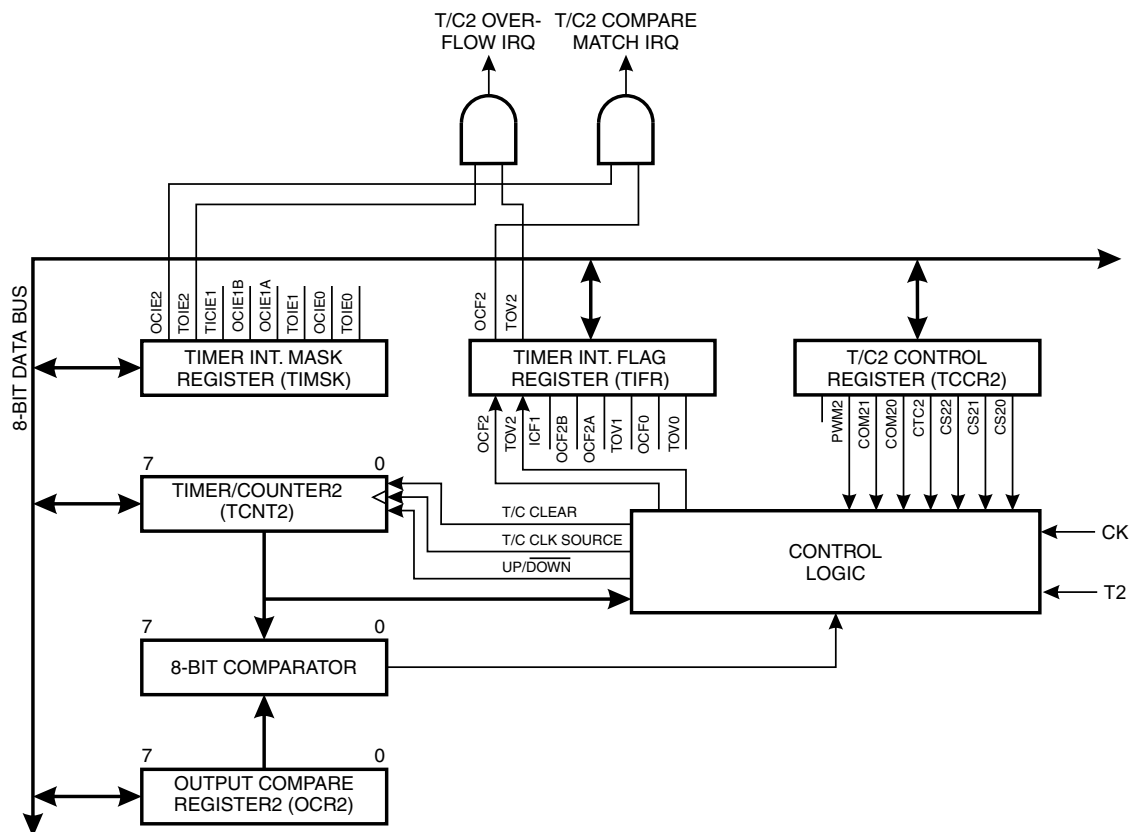 T/C2 OVER-
FLOW IRQ
T/C2 COMPARE
MATCH IRQ
8-BIT DATA BUS
OCIE2
TOIE2
TICIE1
OCIE1B
OCIE1A
TOIE1
OCIE0
TOIE0
OCF2
TOV2
TIMER INT. MASK
REGISTER (TIMSK)
TIMER INT. FLAG
REGISTER (TIFR)
T/C2 CONTROL
REGISTER (TCCR2)
OCF2
TOV2
ICF1
OCF2B
OCF2A
TOV1
OCF0
TOV0
PWM2
COM21
COM20
CTC2
CS22
CS21
CS20
7 0
TIMER/COUNTER2
(TCNT2)
T/C CLEAR
T/C CLK SOURCE
UP/DOWN
CONTROL
LOGIC
CK
T2
7 0
8-BIT COMPARATOR
7 0
OUTPUT COMPARE
REGISTER2 (OCR2)